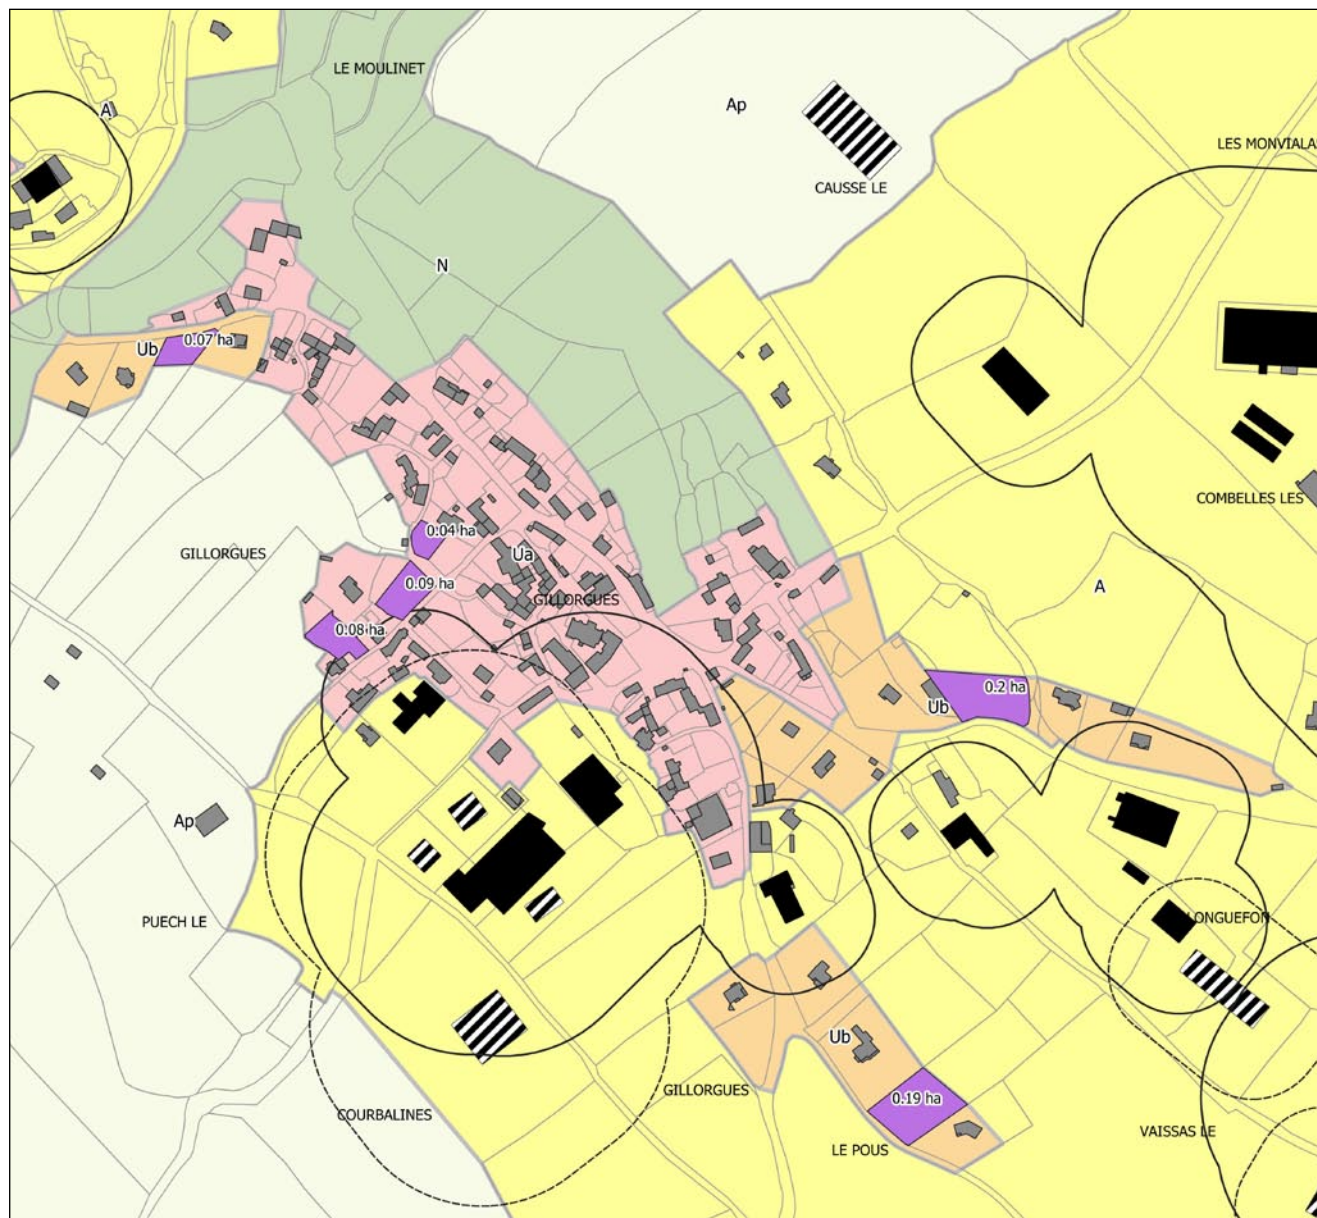 LE MOULINET
Ap
A
LES MONVIALA
CAUSSE LE
N
0.07 ha
Ub
COMBELLES LES
0.04 ha
GILLORGUES
Ua
0.09 ha
A
GILLORGUES
0.08 ha
0.2 ha
Ub
Ap
PUECH LE
LONGUEFON
Ub
GILLORGUES
0.19 ha
COURBALINES
VAISSAS LE
LE POUS